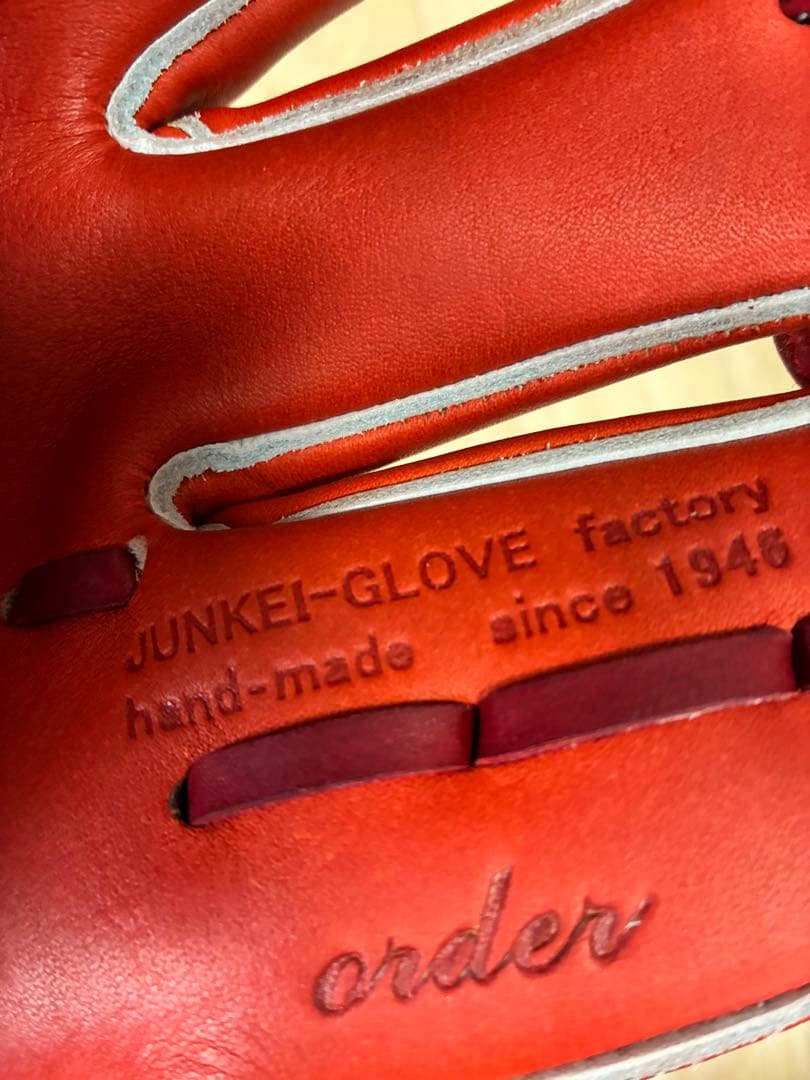 JUNKEI-GLOVE factory
hand-made since 1946
order